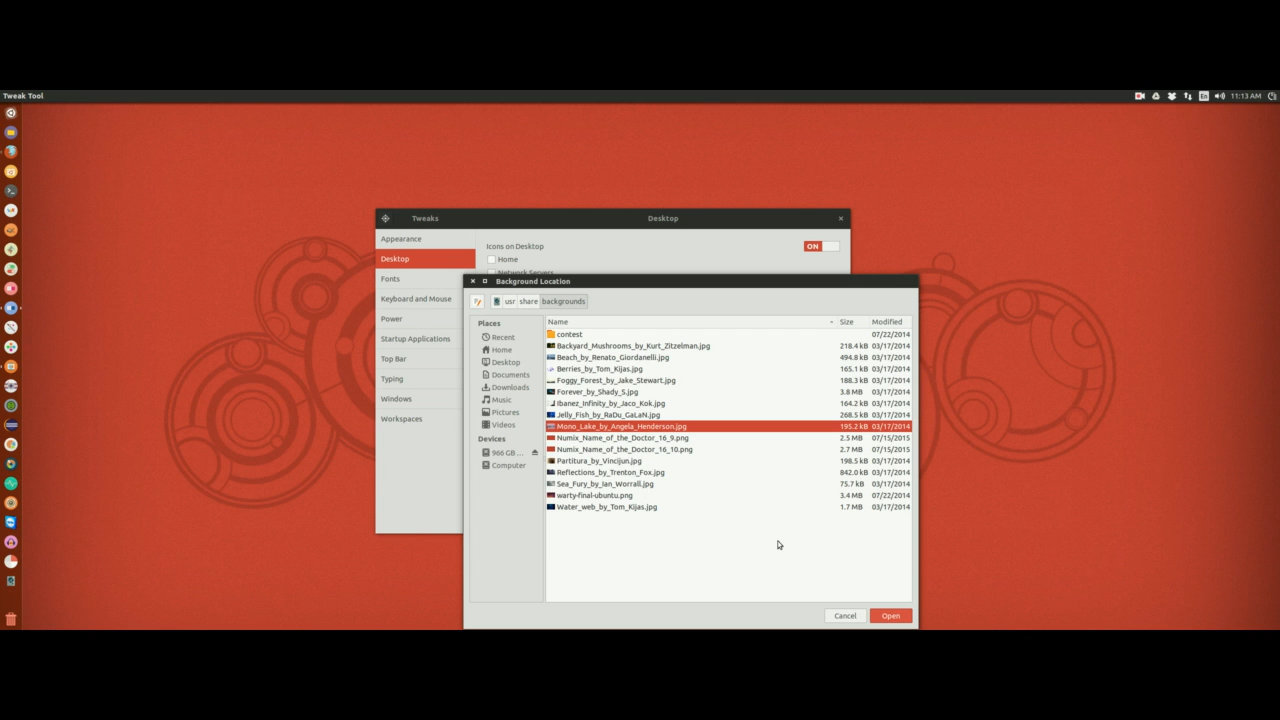 Tweak Tool
En
11:13 AM
Tweaks
Desktop
Appearance
Desktop
Fonts
Keyboard and Mouse
Power
Startup Applications
Top Bar
Typing
Windows
Workspaces
Icons on Desktop
ON
Home
Network Servers
Background Location
usr share backgrounds
Places
Recent
Home
Desktop
Documents
Downloads
Music
Pictures
Videos
Devices
966 GB ...
Computer
Name Size Modified
contest 07/22/2014
Backyard_Mushrooms_by_Kurt_Zitzelman.jpg 218.4 kB 03/17/2014
Beach_by_Renato_Giordanelli.jpg 494.8 kB 03/17/2014
Berries_by_Tom_Kijas.jpg 165.1 kB 03/17/2014
Foggy_Forest_by_Jake_Stewart.jpg 188.3 kB 03/17/2014
Forever_by_Shady_S.jpg 3.8 MB 03/17/2014
Ibanez_Infinity_by_Jaco_Kok.jpg 164.2 kB 03/17/2014
Jelly_Fish_by_RaDu_GaLaN.jpg 268.5 kB 03/17/2014
Mono_Lake_by_Angela_Henderson.jpg 195.2 kB 03/17/2014
Numix_Name_of_the_Doctor_16_9.png 2.5 MB 07/15/2015
Numix_Name_of_the_Doctor_16_10.png 2.7 MB 07/15/2015
Partitura_by_Vincijun.jpg 198.5 kB 03/17/2014
Reflections_by_Trenton_Fox.jpg 842.0 kB 03/17/2014
Sea_Fury_by_Ian_Worrall.jpg 75.7 kB 03/17/2014
warty-final-ubuntu.png 3.4 MB 07/22/2014
Water_web_by_Tom_Kijas.jpg 1.7 MB 03/17/2014
Cancel
Open